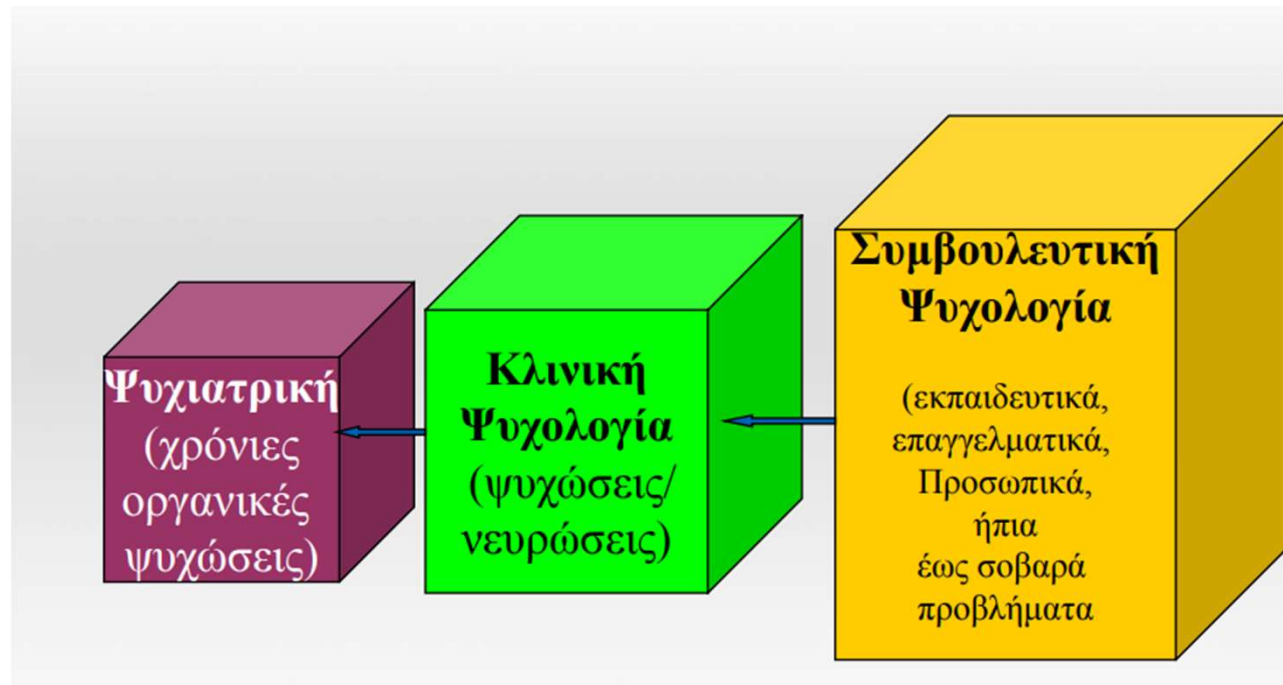 Ψυχιατρική
(χρόνιες
οργανικές
ψυχώσεις)
Κλινική
Ψυχολογία
(ψυχώσεις/
νευρώσεις)
Συμβουλευτική
Ψυχολογία
(εκπαιδευτικά,
επαγγελματικά,
Προσωπικά,
ήπια
έως σοβαρά
προβλήματα